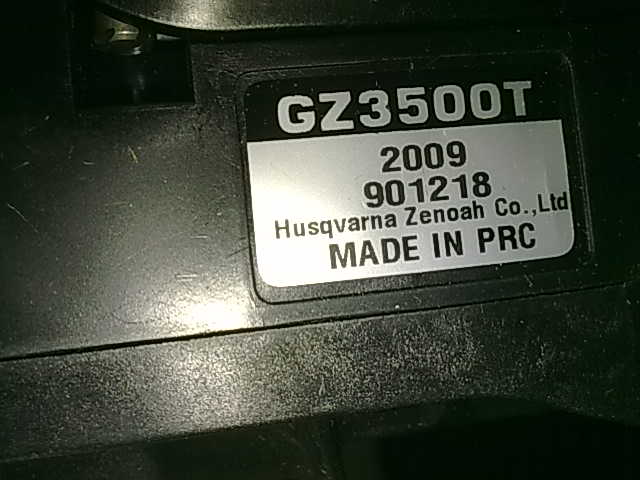 GZ3500T
2009
901218
Husqvarna Zenoah Co.,Ltd
MADE IN PRC